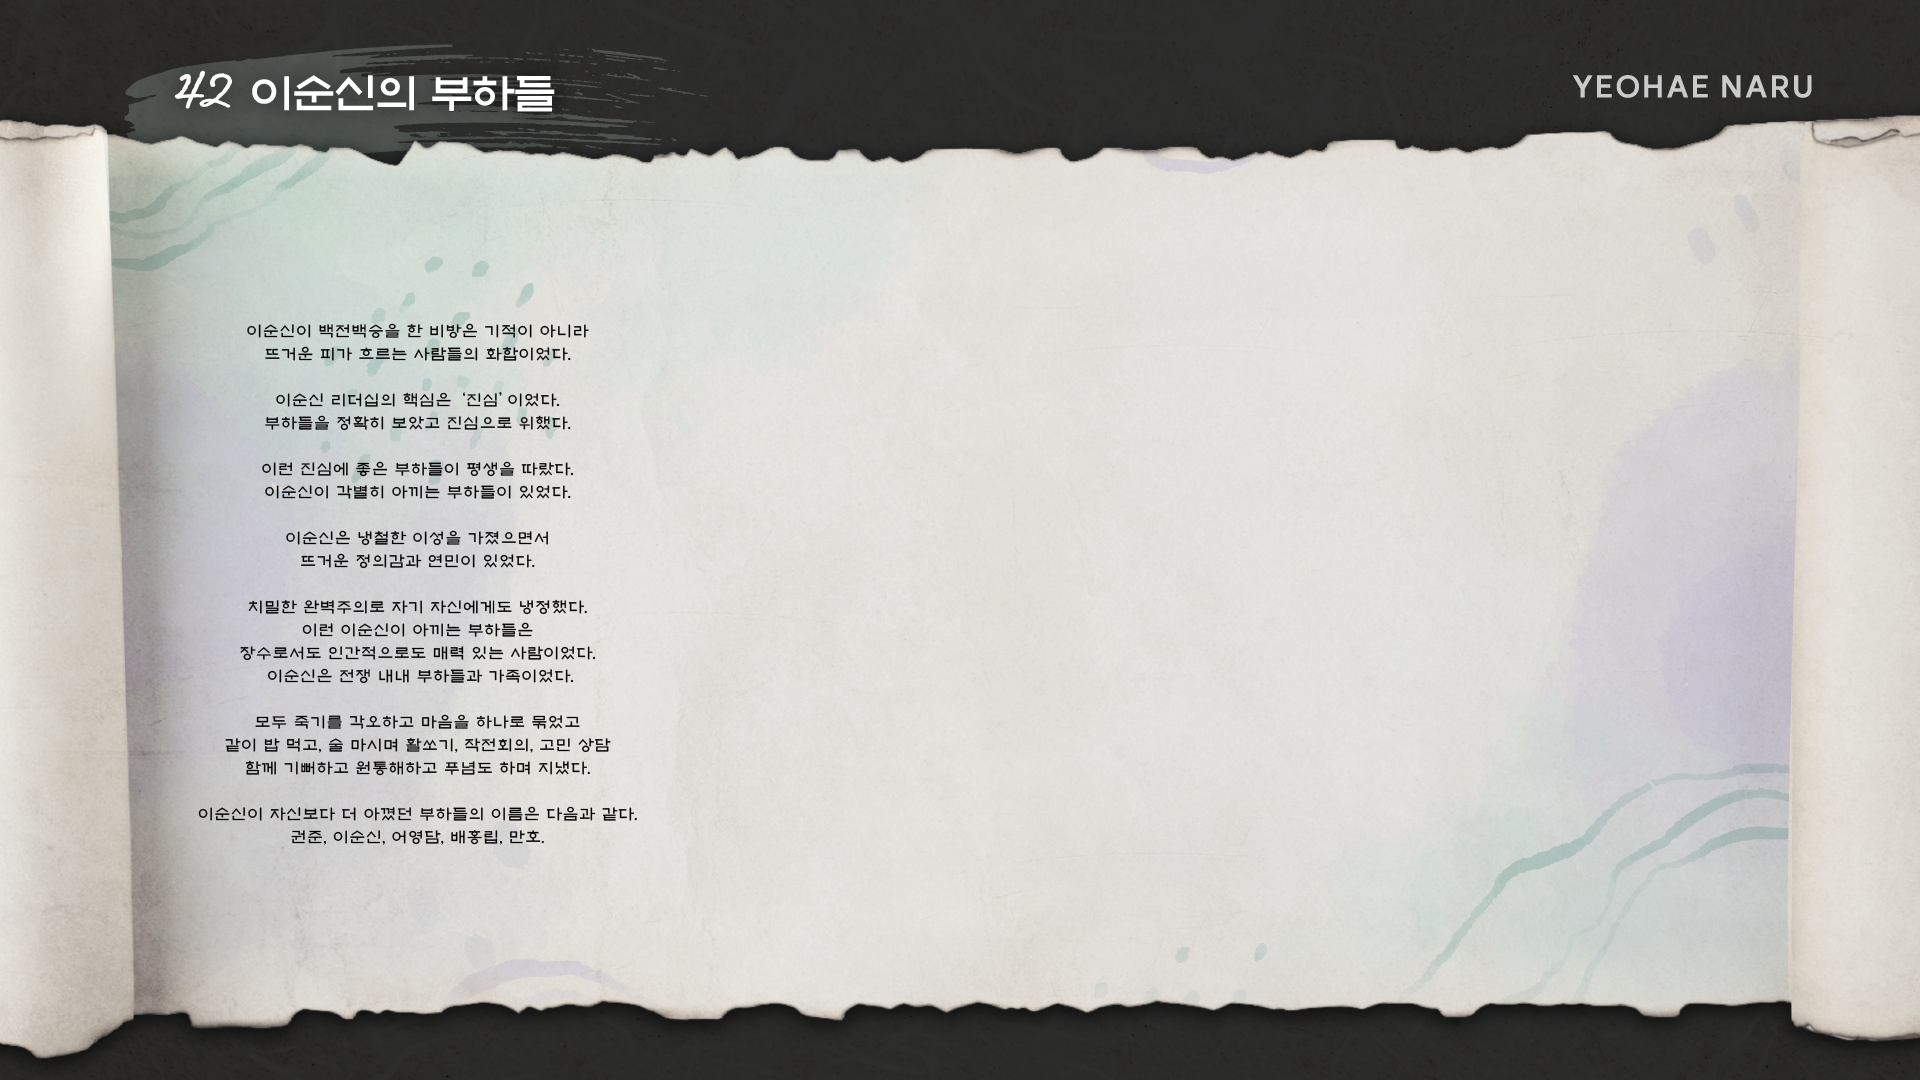 42 이순신의 부하들
YEOHAE NARU
이순신이 백전백승을 한 비방은 기적이 아니라
뜨거운 피가 흐르는 사람들의 화합이었다.
이순신 리더십의 핵심은 ‘진심’ 이었다.
부하들을 정확히 보았고 진심으로 위했다.
이런 진심에 좋은 부하들이 평생을 따랐다.
이순신이 각별히 아끼는 부하들이 있었다.
이순신은 냉철한 이성을 가졌으면서
뜨거운 정의감과 연민이 있었다.
치밀한 완벽주의로 자기 자신에게도 냉정했다.
이런 이순신이 아끼는 부하들은
장수로서도 인간적으로도 매력 있는 사람이었다.
이순신은 전쟁 내내 부하들과 가족이었다.
모두 죽기를 각오하고 마음을 하나로 묶었고
같이 밥 먹고, 술 마시며 활쏘기, 작전회의, 고민 상담
함께 기뻐하고 원통해하고 푸념도 하며 지냈다.
이순신이 자신보다 더 아꼈던 부하들의 이름은 다음과 같다.
권준, 이순신, 어영담, 배흥립, 만호.